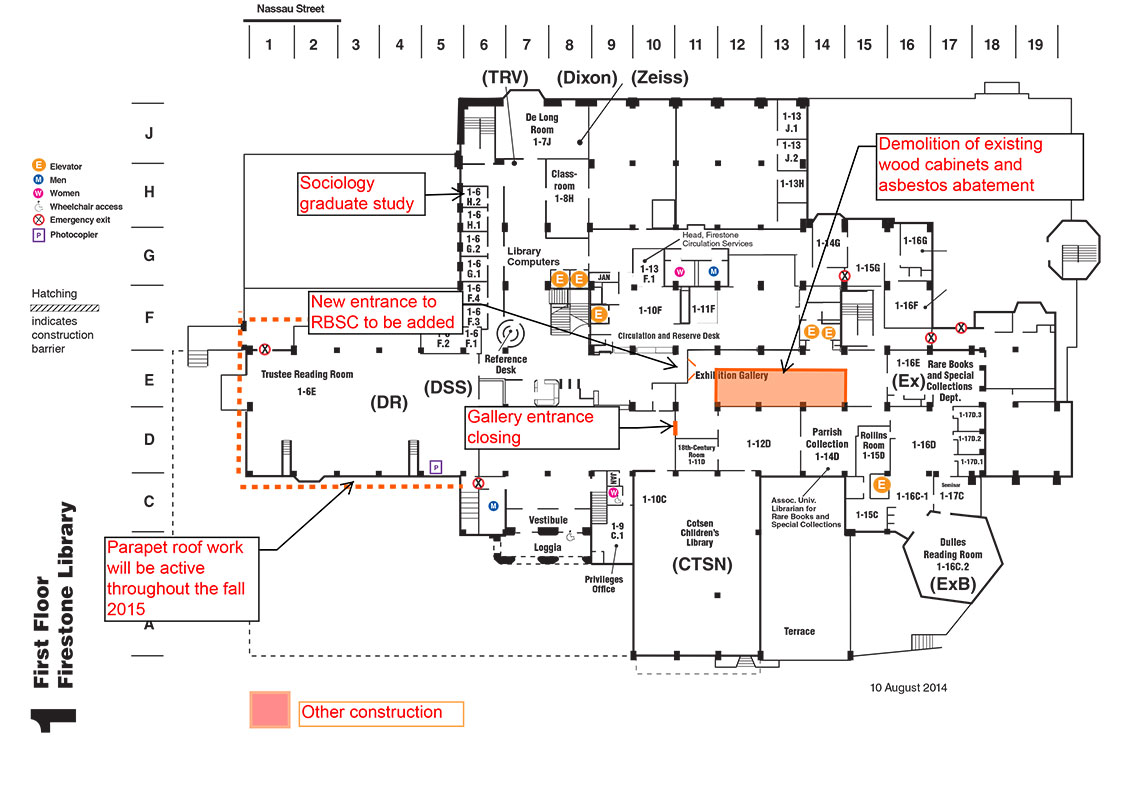 Nassau Street
1 2 3 4 5 6 7 8 9 10 11 12 13 14 15 16 17 18 19
(TRV) (Dixon) (Zeiss)
J
H
G
F
E
D
C
A
E Elevator
M Men
W Women
Wheelchair access
X Emergency exit
P Photocopier
Hatching
indicates
construction
barrier
De Long
Room
1-7J
1-13
J.1
1-13
J.2
1-13H
Demolition of existing
wood cabinets and
asbestos abatement
Sociology
graduate study
Class-
room
1-8H
1-6
H.2
1-6
H.1
1-6
G.2
1-6
G.1
1-6
F.4
1-6
F.3
1-6
F.1
F.2
Library
Computers
E E
JAN
Head, Firestone
Circulation Services
1-13
F.1
W
M
1-14G
1-15G
1-16G
X
1-16F
New entrance to
RBSC to be added
E
1-10F
1-11F
Circulation and Reserve Desk
E E
X
X
Reference
Desk
X
Trustee Reading Room
1-6E
(DR)
(DSS)
Exhibition Gallery
1-16E
(Ex)
Rare Books
and Special
Collections
Dept.
Gallery entrance
closing
18th-Century
Room
1-11D
1-12D
Parrish
Collection
1-14D
Rollins
Room
1-15D
1-16D
1-17D.3
1-17D.2
1-17D.1
P
X
M
JAN
W
1-9
C.1
1-10C
Assoc. Univ.
Librarian for
Rare Books and
Special Collections
E
1-15C
1-16C-1
Seminar
1-17C
Vestibule
Loggia
Privileges
Office
Cotsen
Children's
Library
(CTSN)
Dulles
Reading Room
1-16C.2
(ExB)
Terrace
Parapet roof work
will be active
throughout the fall
2015
10 August 2014
Other construction
1
First Floor
Firestone Library